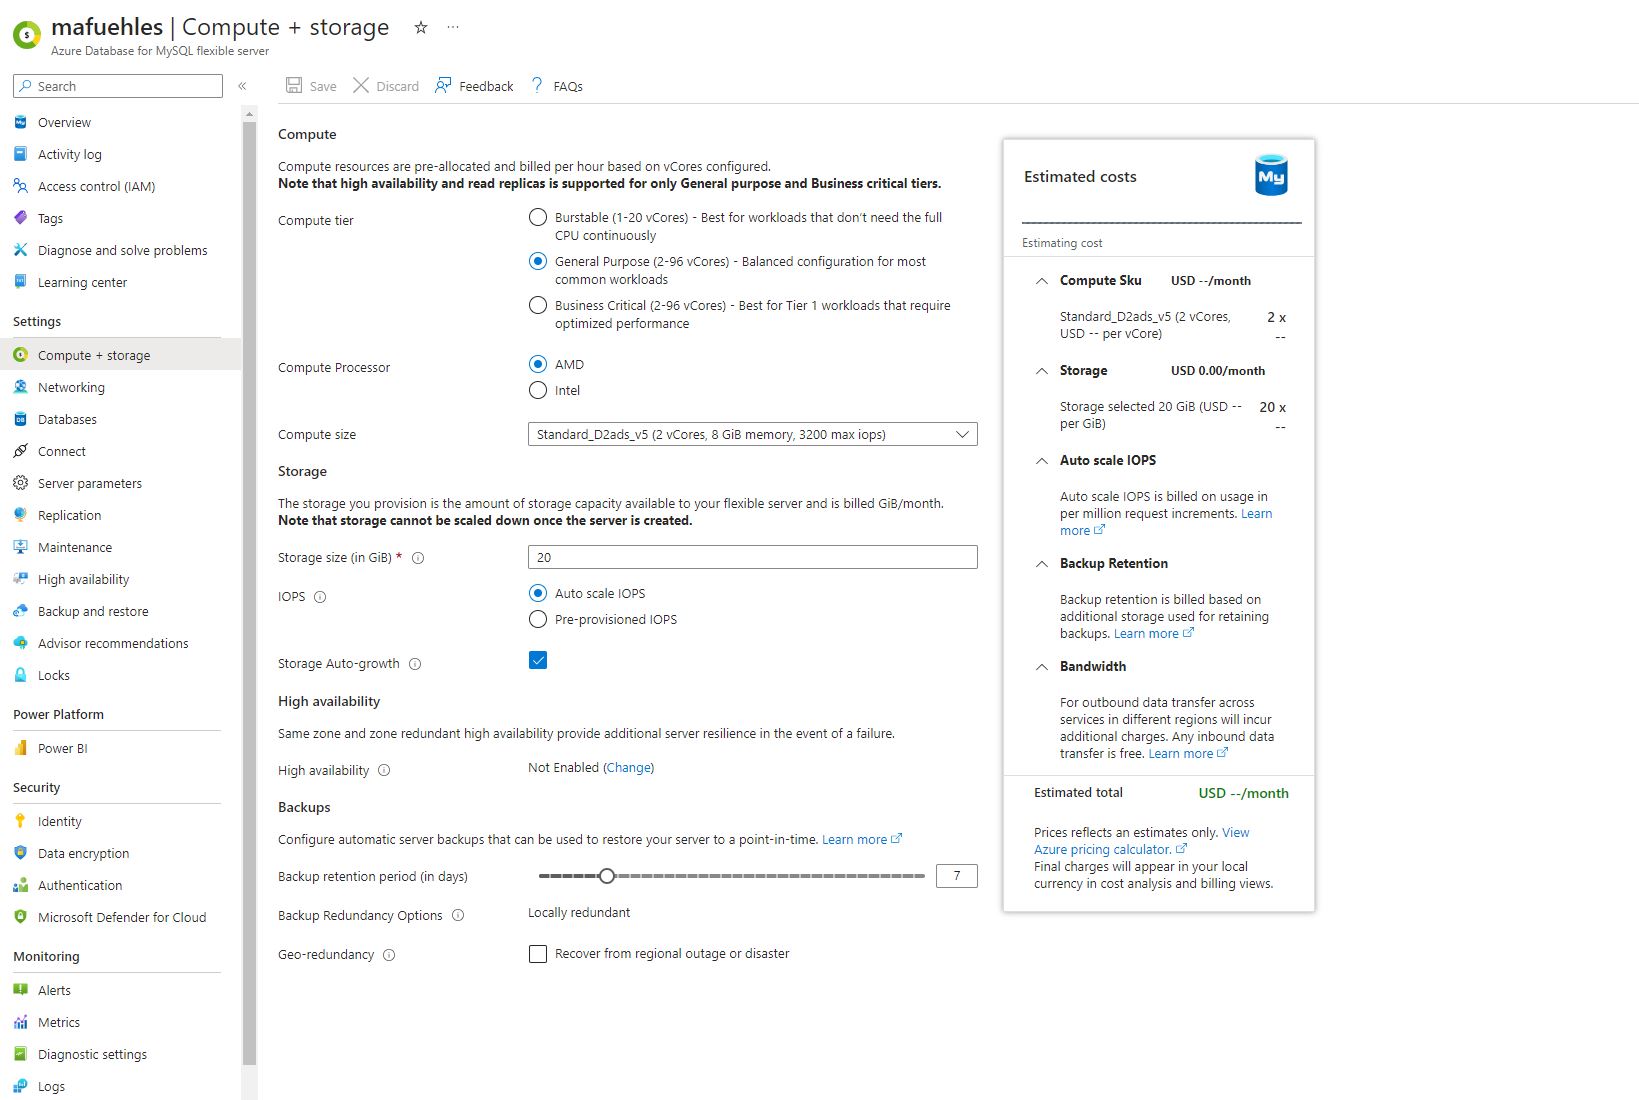 mafuehles | Compute + storage
Azure Database for MySQL flexible server
Search
Overview
Activity log
Access control (IAM)
Tags
Diagnose and solve problems
Learning center
Settings
Compute + storage
Networking
Databases
Connect
Server parameters
Replication
Maintenance
High availability
Backup and restore
Advisor recommendations
Locks
Power Platform
Power BI
Security
Identity
Data encryption
Authentication
Microsoft Defender for Cloud
Monitoring
Alerts
Metrics
Diagnostic settings
Logs
Save Discard Feedback FAQs
Compute
Compute resources are pre-allocated and billed per hour based on vCores configured.
Note that high availability and read replicas is supported for only General purpose and Business critical tiers.
Compute tier
Burstable (1-20 vCores) - Best for workloads that don't need the full
CPU continuously
General Purpose (2-96 vCores) - Balanced configuration for most
common workloads
Business Critical (2-96 vCores) - Best for Tier 1 workloads that require
optimized performance
Compute Processor
AMD
Intel
Compute size
Standard_D2ads_v5 (2 vCores, 8 GiB memory, 3200 max iops)
Storage
The storage you provision is the amount of storage capacity available to your flexible server and is billed GiB/month.
Note that storage cannot be scaled down once the server is created.
Storage size (in GiB) *
20
IOPS
Auto scale IOPS
Pre-provisioned IOPS
Storage Auto-growth
High availability
Same zone and zone redundant high availability provide additional server resilience in the event of a failure.
High availability
Not Enabled (Change)
Backups
Configure automatic server backups that can be used to restore your server to a point-in-time. Learn more
Backup retention period (in days)
7
Backup Redundancy Options
Locally redundant
Geo-redundancy
Recover from regional outage or disaster
Estimated costs
My
Estimating cost
Compute Sku USD --/month
Standard_D2ads_v5 (2 vCores, 2 x
USD -- per vCore) --
Storage USD 0.00/month
Storage selected 20 GiB (USD -- 20 x
per GiB) --
Auto scale IOPS
Auto scale IOPS is billed on usage in
per million request increments. Learn
more
Backup Retention
Backup retention is billed based on
additional storage used for retaining
backups. Learn more
Bandwidth
For outbound data transfer across
services in different regions will incur
additional charges. Any inbound data
transfer is free. Learn more
Estimated total USD --/month
Prices reflects an estimates only. View
Azure pricing calculator.
Final charges will appear in your local
currency in cost analysis and billing views.